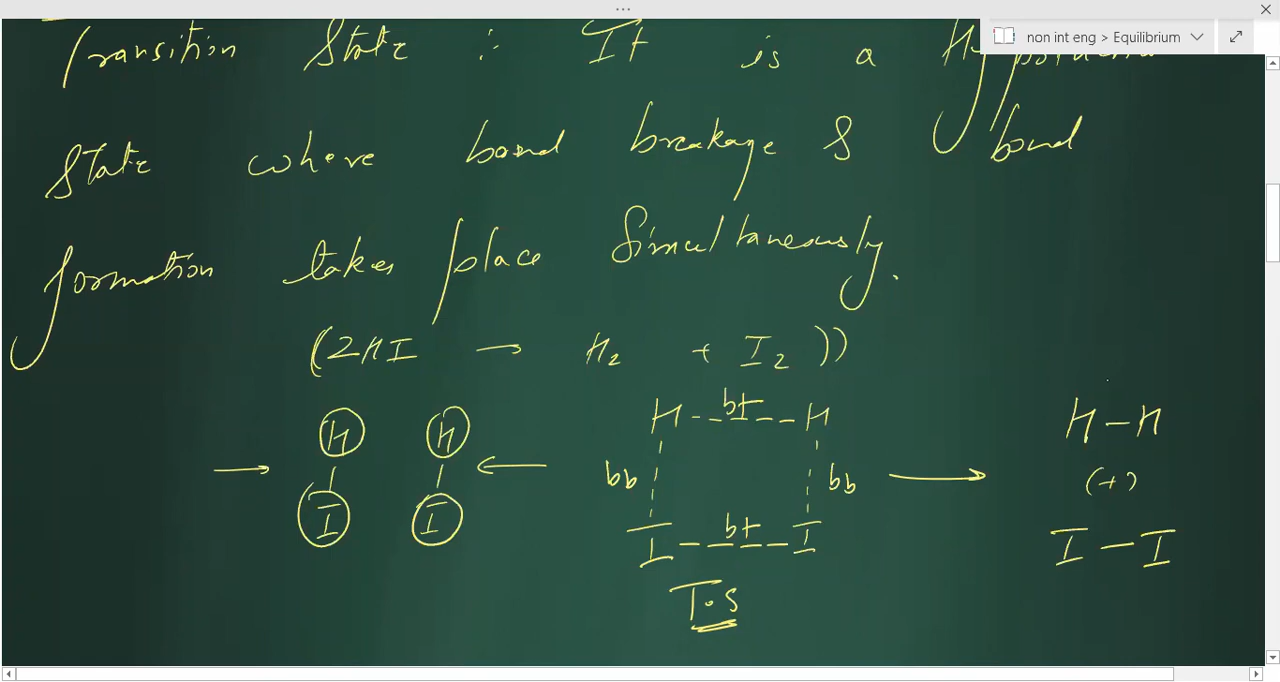 non int eng > Equilibrium
Transition State : It is a
State where bond breakage & bond
formation takes place Simultaneously.
(2HI → H₂ + I₂))
H H H - bf - - H H - H
→ ← bb bb → (+)
I I I - bf - - I I - I
T.S